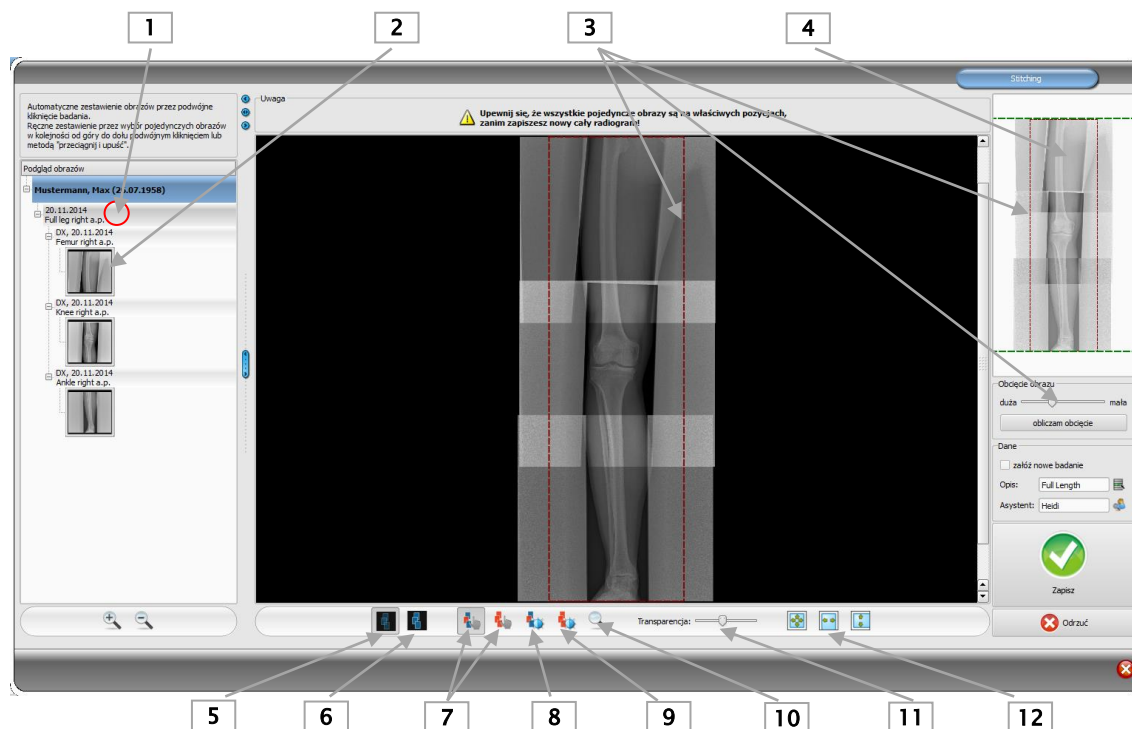 1
2
3
4
Stitching
Automatyczne zestawienie obrazów przez podwójne
kliknięcie badania.
Ręczne zestawienie przez wybór pojedynczych obrazów
w kolejności od góry do dołu podwójnym kliknięciem lub
metodą "przeciągnij i upuść".
Uwaga
Upewnij się, że wszystkie pojedyncze obrazy są na właściwych pozycjach,
zanim zapiszesz nowy cały radiogram!
Podgląd obrazów
Mustermann, Max (26.07.1958)
20.11.2014
Full leg right a.p.
DX, 20.11.2014
Femur right a.p.
DX, 20.11.2014
Knee right a.p.
DX, 20.11.2014
Ankle right a.p.
Obcięcie obrazu
duża
mała
obliczam obcięcie
Dane
załóż nowe badanie
Opis:
Full Length
Asystent:
Heidi
Zapisz
Transparencja:
Odrzuć
5
6
7
8
9
10
11
12